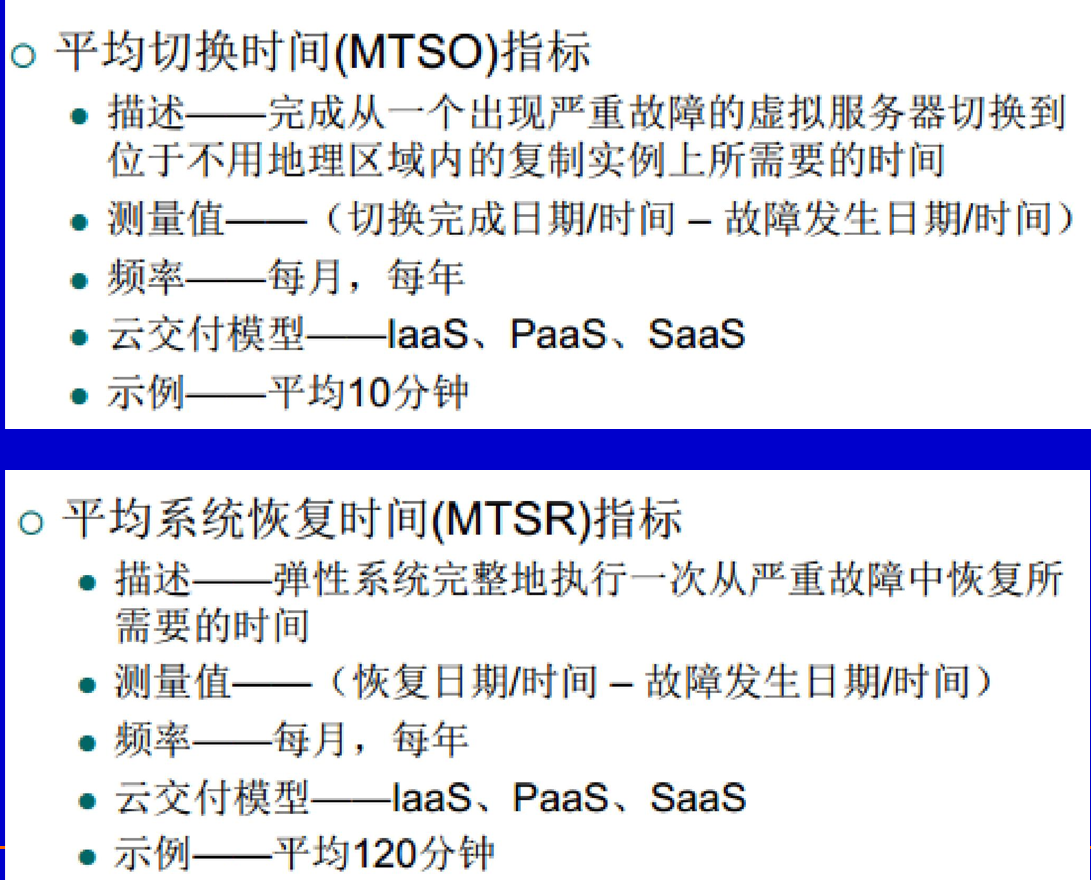 平均切换时间(MTSO)指标
描述——完成从一个出现严重故障的虚拟服务器切换到
位于不用地理区域内的复制实例上所需要的时间
测量值——（切换完成日期/时间 – 故障发生日期/时间）
频率——每月，每年
云交付模型——IaaS、PaaS、SaaS
示例——平均10分钟
平均系统恢复时间(MTSR)指标
描述——弹性系统完整地执行一次从严重故障中恢复所
需要的时间
测量值——（恢复日期/时间 – 故障发生日期/时间）
频率——每月，每年
云交付模型——IaaS、PaaS、SaaS
示例——平均120分钟